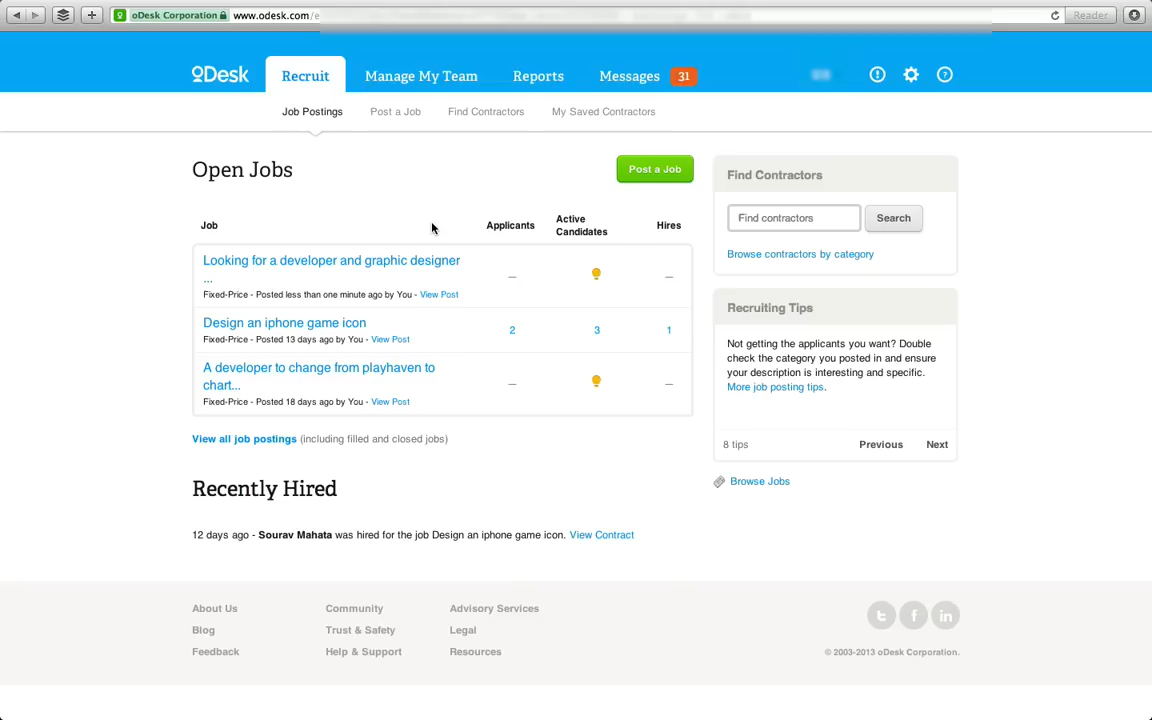 oDesk Corporation www.odesk.com/e Reader
oDesk Recruit Manage My Team Reports Messages 31
Job Postings Post a Job Find Contractors My Saved Contractors
Open Jobs
Post a Job
Job Applicants Active Candidates Hires
Looking for a developer and graphic designer
...
Fixed-Price - Posted less than one minute ago by You - View Post
— —
Design an iphone game icon
Fixed-Price - Posted 13 days ago by You - View Post
2 3 1
A developer to change from playhaven to
chart...
Fixed-Price - Posted 18 days ago by You - View Post
— —
View all job postings (including filled and closed jobs)
Recently Hired
12 days ago - Sourav Mahata was hired for the job Design an iphone game icon. View Contract
Find Contractors
Find contractors Search
Browse contractors by category
Recruiting Tips
Not getting the applicants you want? Double
check the category you posted in and ensure
your description is interesting and specific.
More job posting tips.
8 tips Previous Next
Browse Jobs
About Us Community Advisory Services
Blog Trust & Safety Legal
Feedback Help & Support Resources
© 2003-2013 oDesk Corporation.